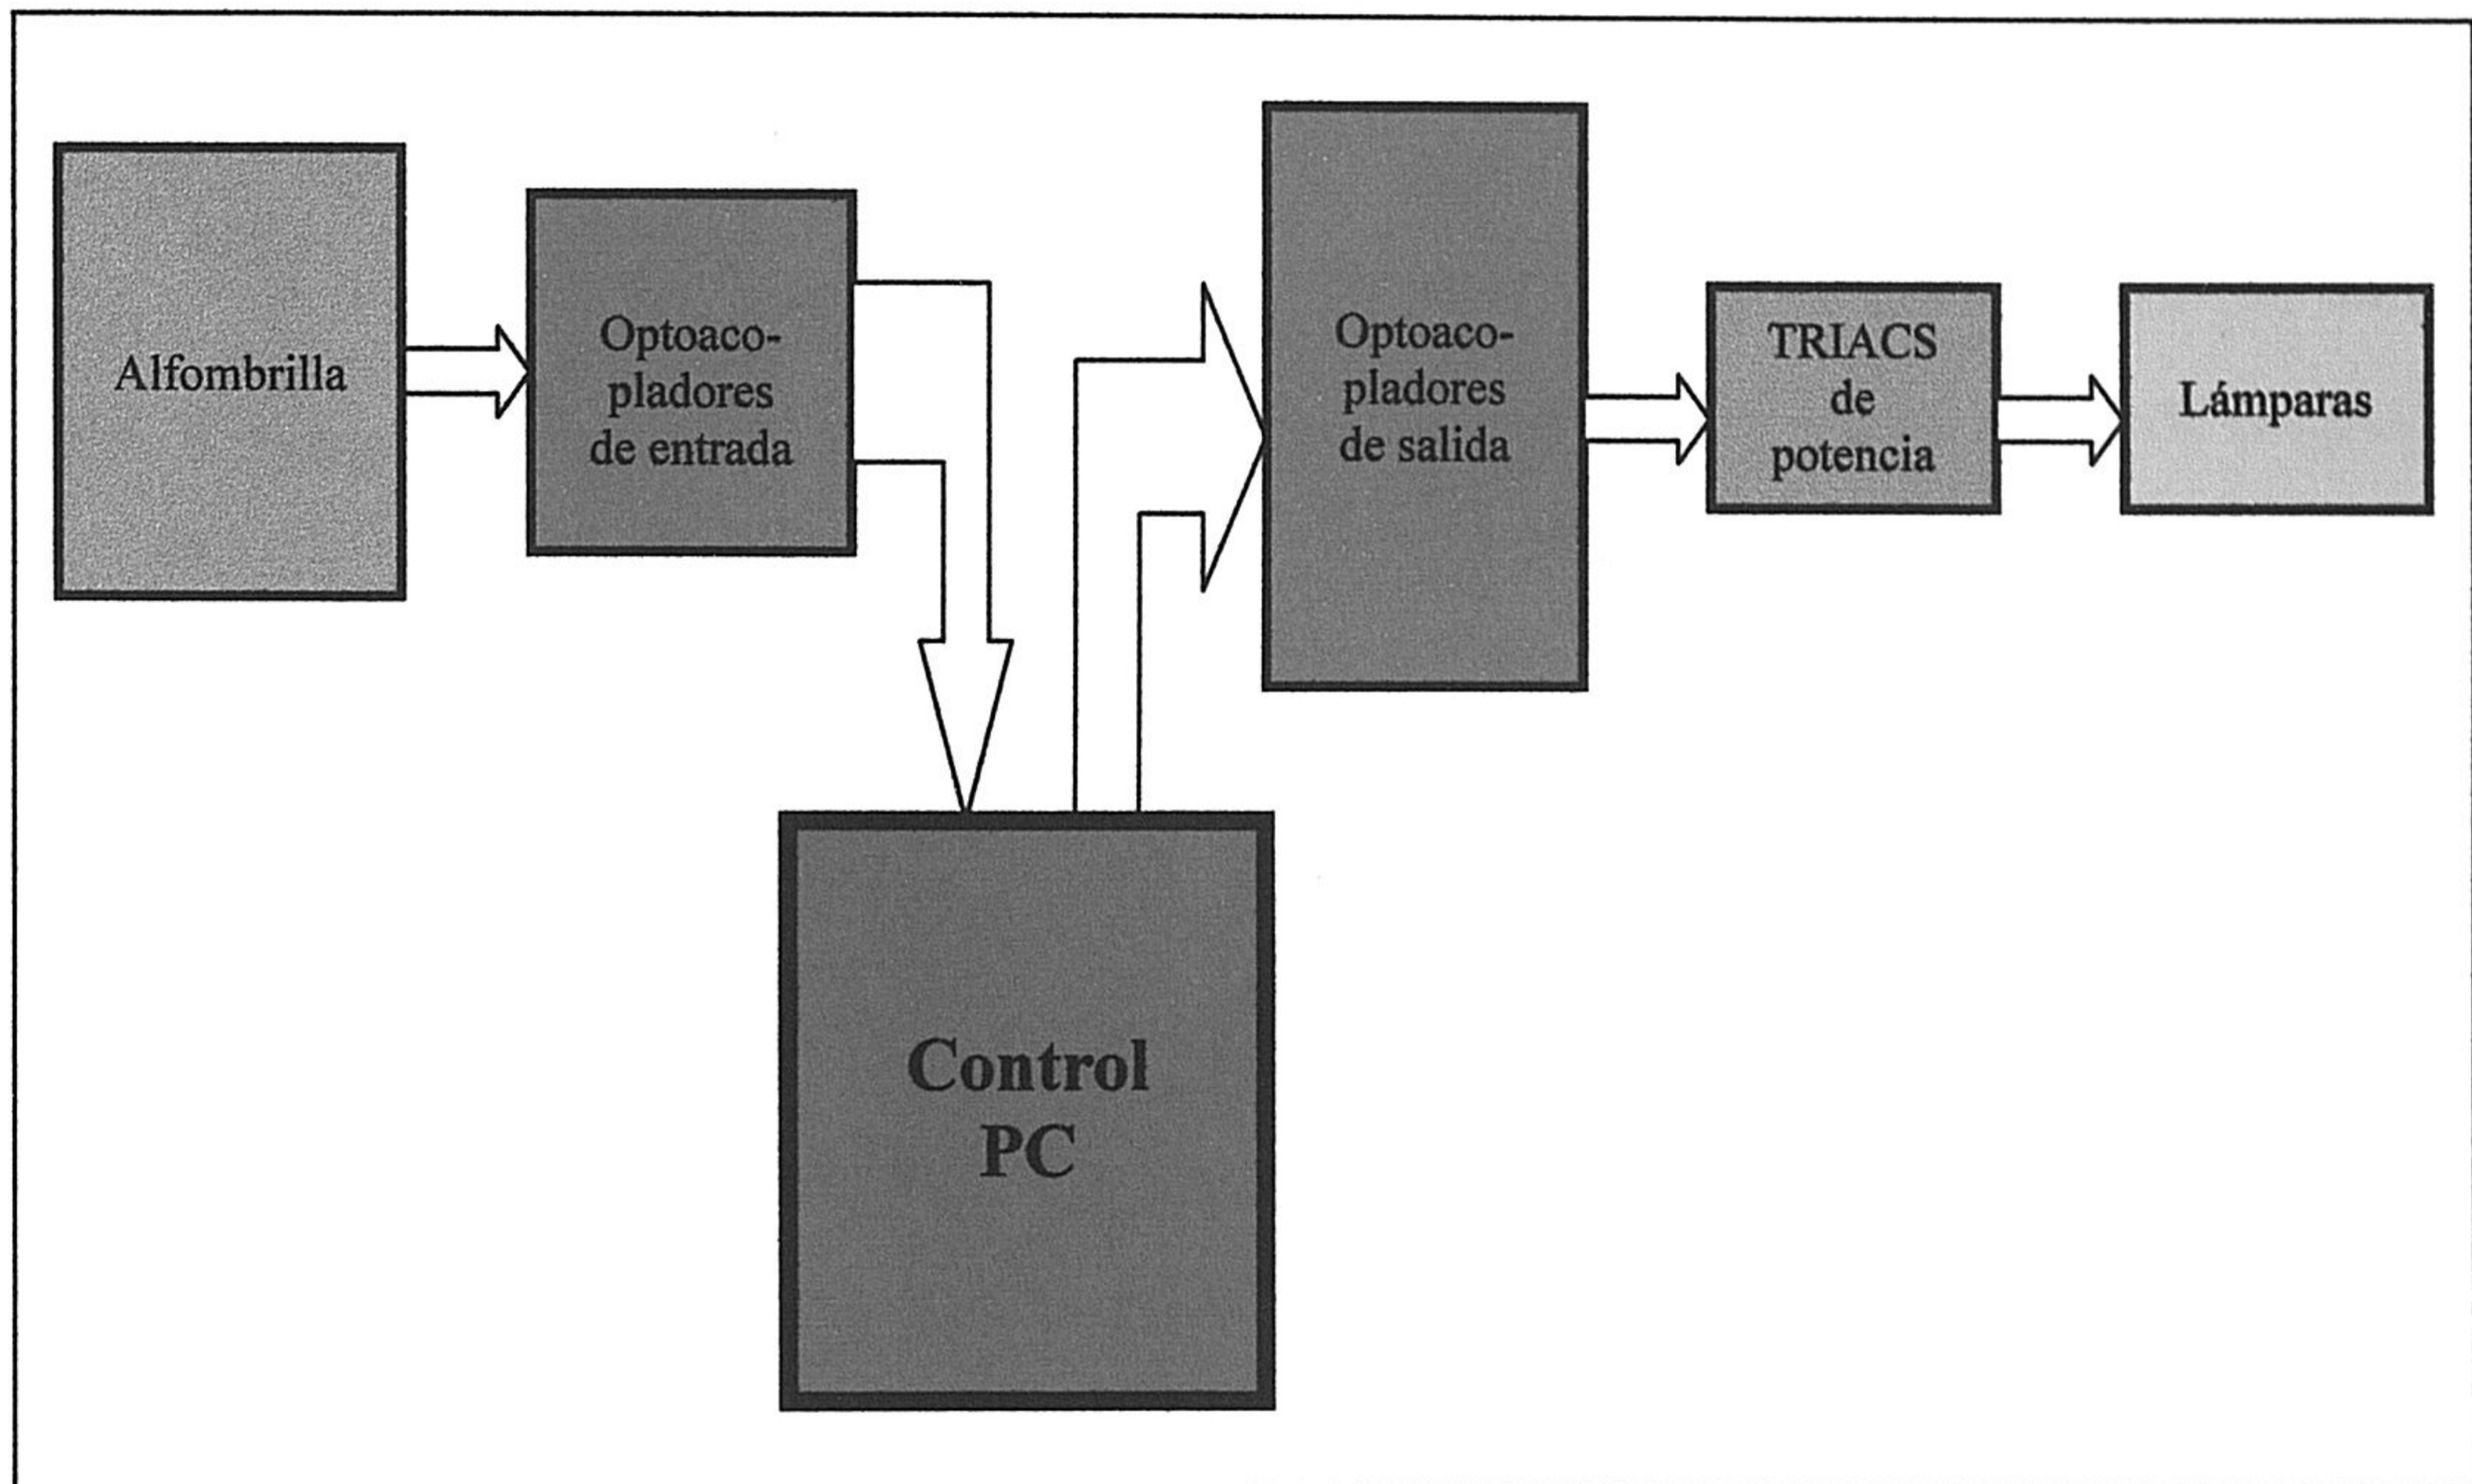 Alfombrilla
Optoaco-
pladores
de entrada
Optoaco-
pladores
de salida
TRIACS
de
potencia
Lámparas
Control
PC